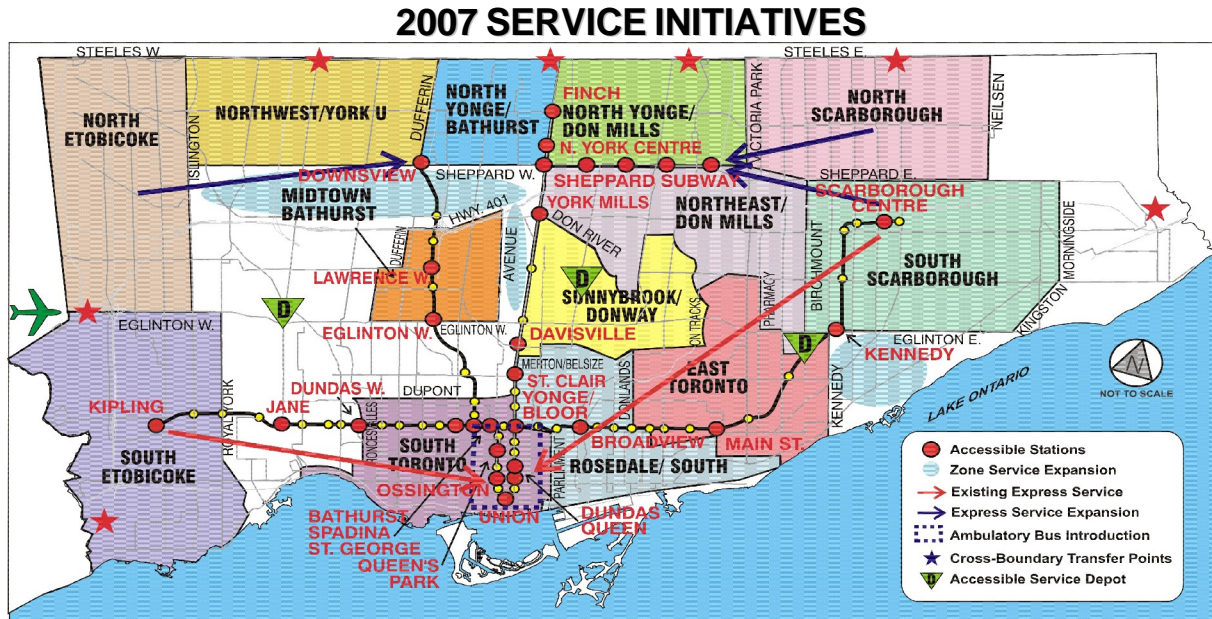 2007 SERVICE INITIATIVES
STEELES W.
STEELES E.
NORTH
ETOBICOKE
ISLINGTON
NORTHWEST/YORK U
DUFFERIN
NORTH
YONGE/
BATHURST
FINCH
NORTH YONGE/
DON MILLS
N. YORK CENTRE
VICTORIA PARK
NORTH
SCARBOROUGH
NEILSEN
DOWNSVIEW
SHEPPARD W.
SHEPPARD SUBWAY
SHEPPARD E.
SCARBOROUGH
CENTRE
MIDTOWN
BATHURST
HWY. 401
YORK MILLS
NORTHEAST/
DON MILLS
DON RIVER
DUFFERIN
AVENUE
BIRCHMOUNT
SOUTH
SCARBOROUGH
MORNINGSIDE
LAWRENCE W.
D
D
SUNNYBROOK/
DONWAY
PHARMACY
KINGSTON
EGLINTON W.
EGLINTON W.
EGLINTON W.
DAVISVILLE
ON TRACKS
D
EGLINTON E.
KENNEDY
N
NOT TO SCALE
MERTON/BELSIZE
EAST
TORONTO
DUNDAS W.
DUPONT
ST. CLAIR
YONGE/
BLOOR
DONLANDS
KENNEDY
LAKE ONTARIO
KIPLING
ROYAL YORK
JANE
BROADVIEW
MAIN ST.
SOUTH
ETOBICOKE
SOUTH
TORONTO
PARLIAMENT
ROSEDALE/ SOUTH
OSSINGTON
UNION
DUNDAS
QUEEN
BATHURST
SPADINA
ST. GEORGE
QUEEN'S
PARK
Accessible Stations
Zone Service Expansion
Existing Express Service
Express Service Expansion
Ambulatory Bus Introduction
Cross-Boundary Transfer Points
D Accessible Service Depot